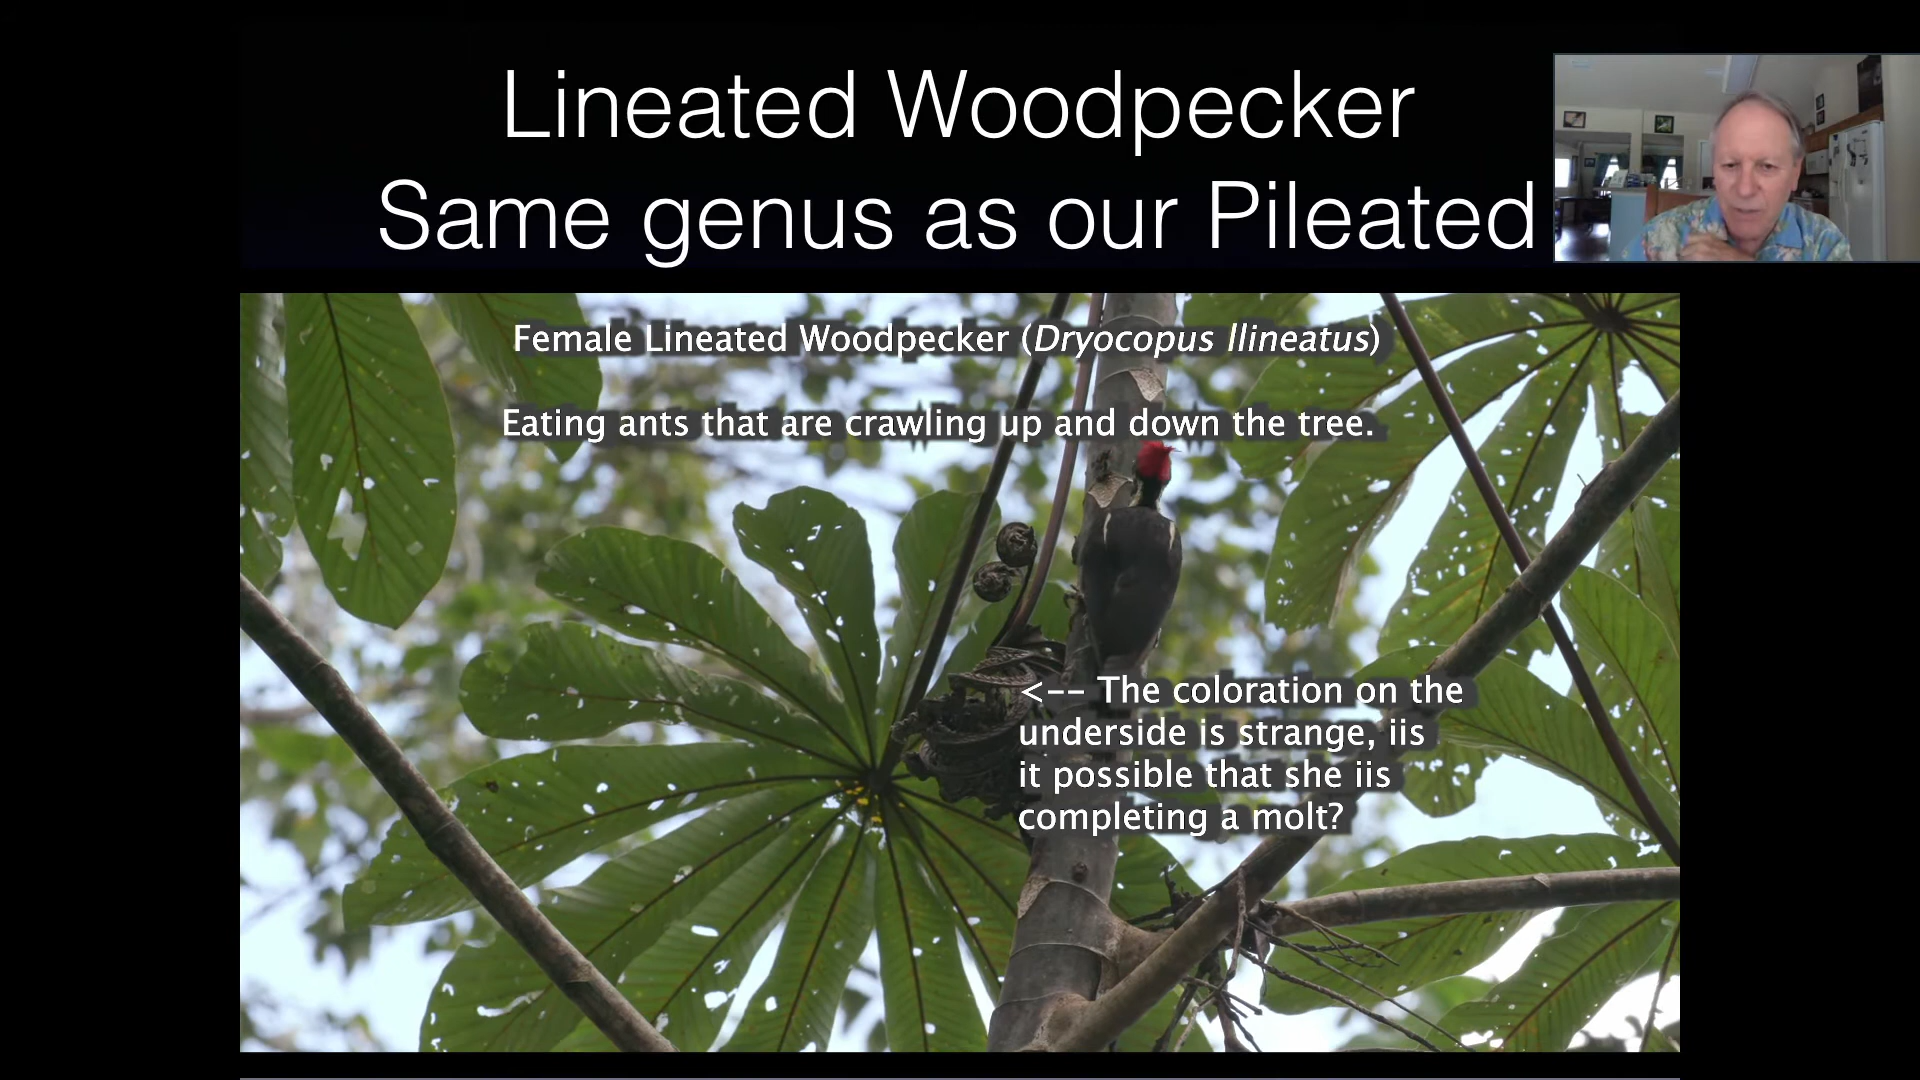 Lineated Woodpecker
Same genus as our Pileated
Female Lineated Woodpecker (Dryocopus llineatus)
Eating ants that are crawling up and down the tree.
<-- The coloration on the
underside is strange, iis
it possible that she iis
completing a molt?